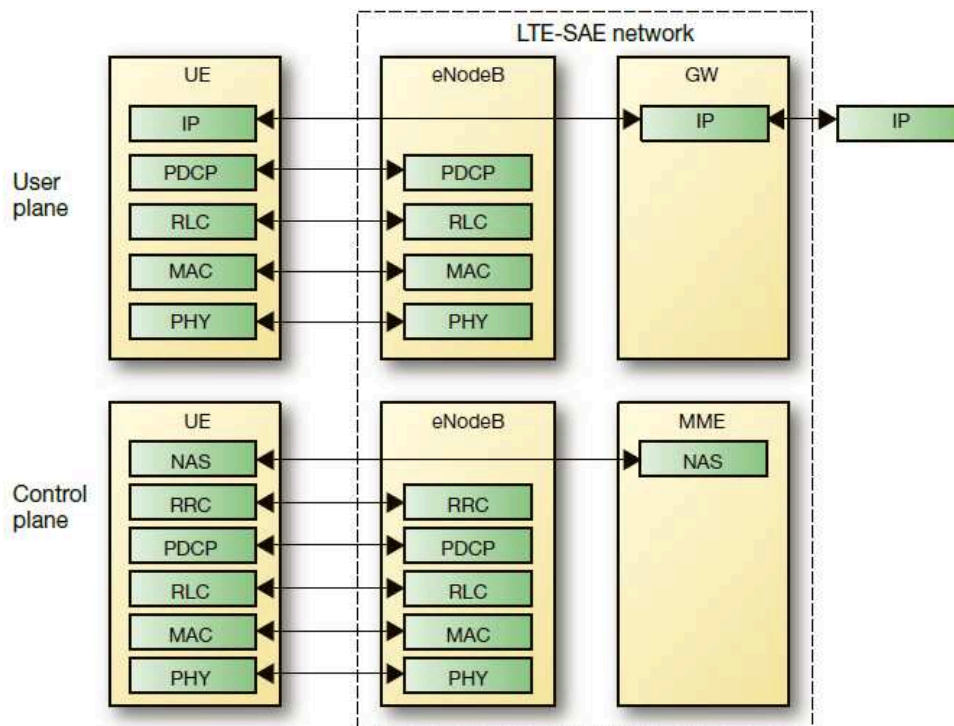 LTE-SAE network
UE
eNodeB
GW
IP
IP
IP
User
plane
PDCP
PDCP
RLC
RLC
MAC
MAC
PHY
PHY
UE
eNodeB
MME
NAS
NAS
Control
plane
RRC
RRC
PDCP
PDCP
RLC
RLC
MAC
MAC
PHY
PHY